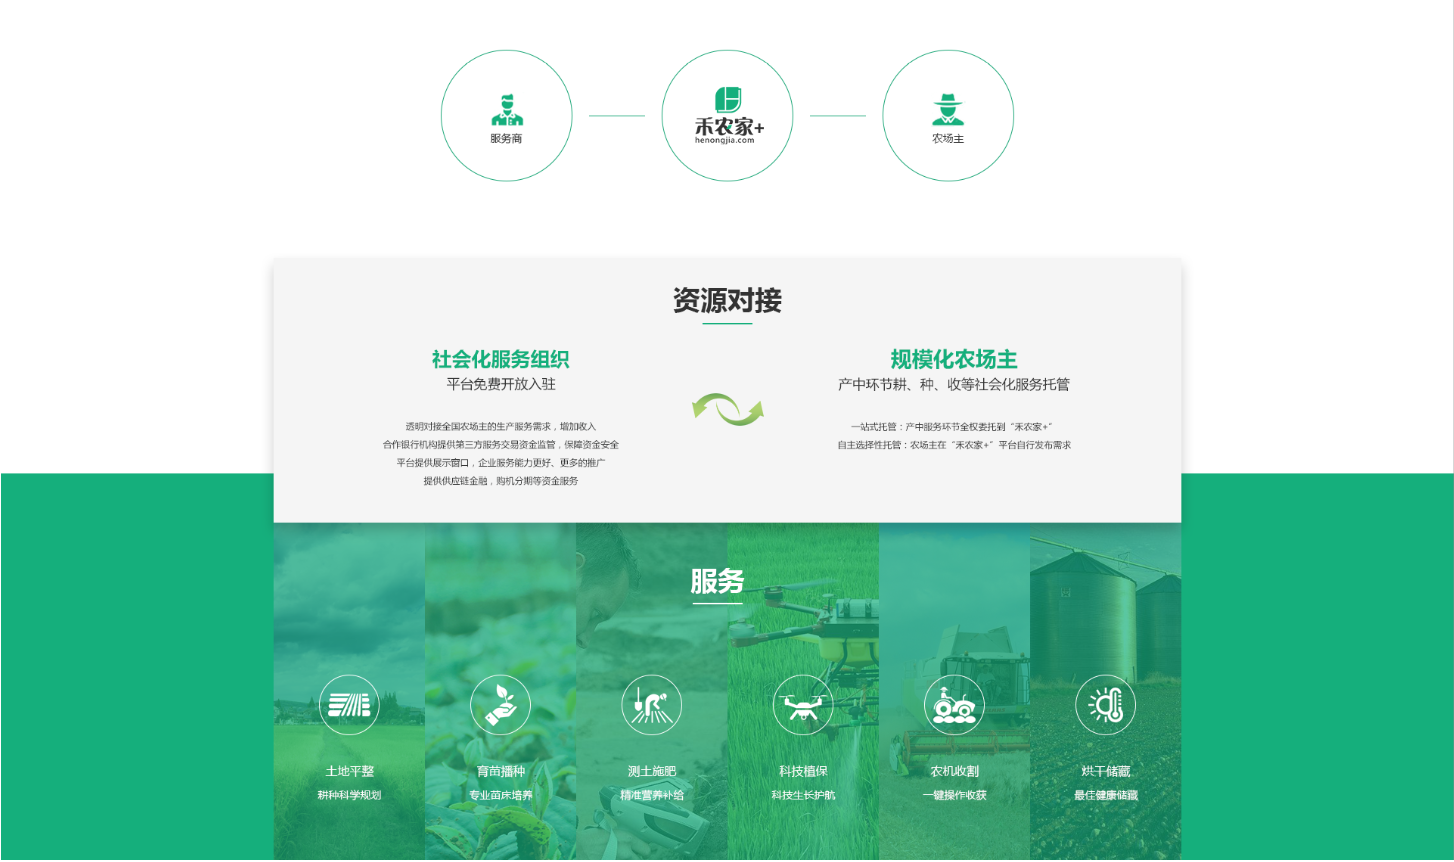 服务商
禾农家+
henongjia.com
农场主
资源对接
社会化服务组织
平台免费开放入驻
透明对接全国农场主的生产服务需求，增加收入
合作银行机构提供第三方服务交易资金监管，保障资金安全
平台提供展示窗口，企业服务能力更好、更多的推广
提供供应链金融，购机分期等资金服务
规模化农场主
产中环节耕、种、收等社会化服务托管
一站式托管：产中服务环节全权委托到“禾农家+”
自主选择性托管：农场主在“禾农家+”平台自行发布需求
服务
土地平整
耕种科学规划
育苗播种
专业苗床培养
测土施肥
精准营养补给
科技植保
科技生长护航
农机收割
一键操作收获
烘干储藏
最佳健康储藏